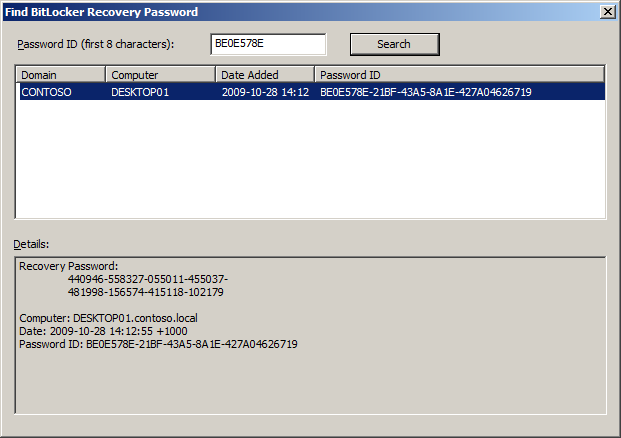 Find BitLocker Recovery Password
Password ID (first 8 characters): BE0E578E Search
Domain Computer Date Added Password ID
CONTOSO DESKTOP01 2009-10-28 14:12 BE0E578E-21BF-43A5-8A1E-427A04626719
Details:
Recovery Password:
440946-558327-055011-455037-
481998-156574-415118-102179
Computer: DESKTOP01.contoso.local
Date: 2009-10-28 14:12:55 +1000
Password ID: BE0E578E-21BF-43A5-8A1E-427A04626719